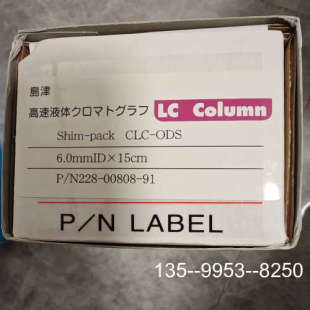 島津
高速液体クロマトグラフ LC Column
Shim-pack CLC-ODS
6.0mmID×15cm
P/N228-00808-91
P/N LABEL
135--9953--8250